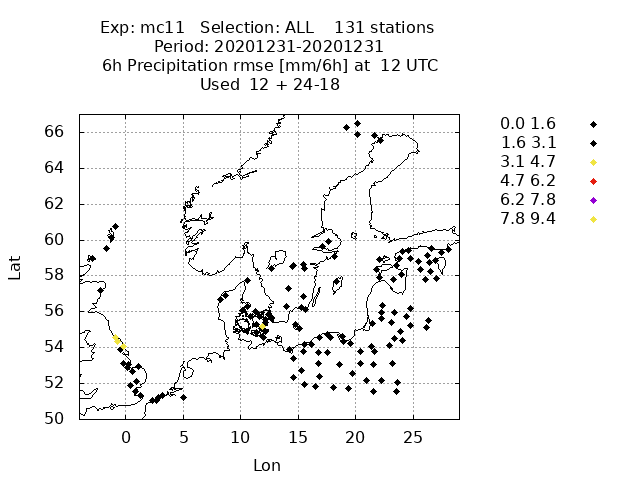 Exp: mc11 Selection: ALL 131 stations
Period: 20201231-20201231
6h Precipitation rmse [mm/6h] at 12 UTC
Used 12 + 24-18
0.0 1.6
1.6 3.1
3.1 4.7
4.7 6.2
6.2 7.8
7.8 9.4
Lat
66
64
62
60
58
56
54
52
50
0 5 10 15 20 25
Lon